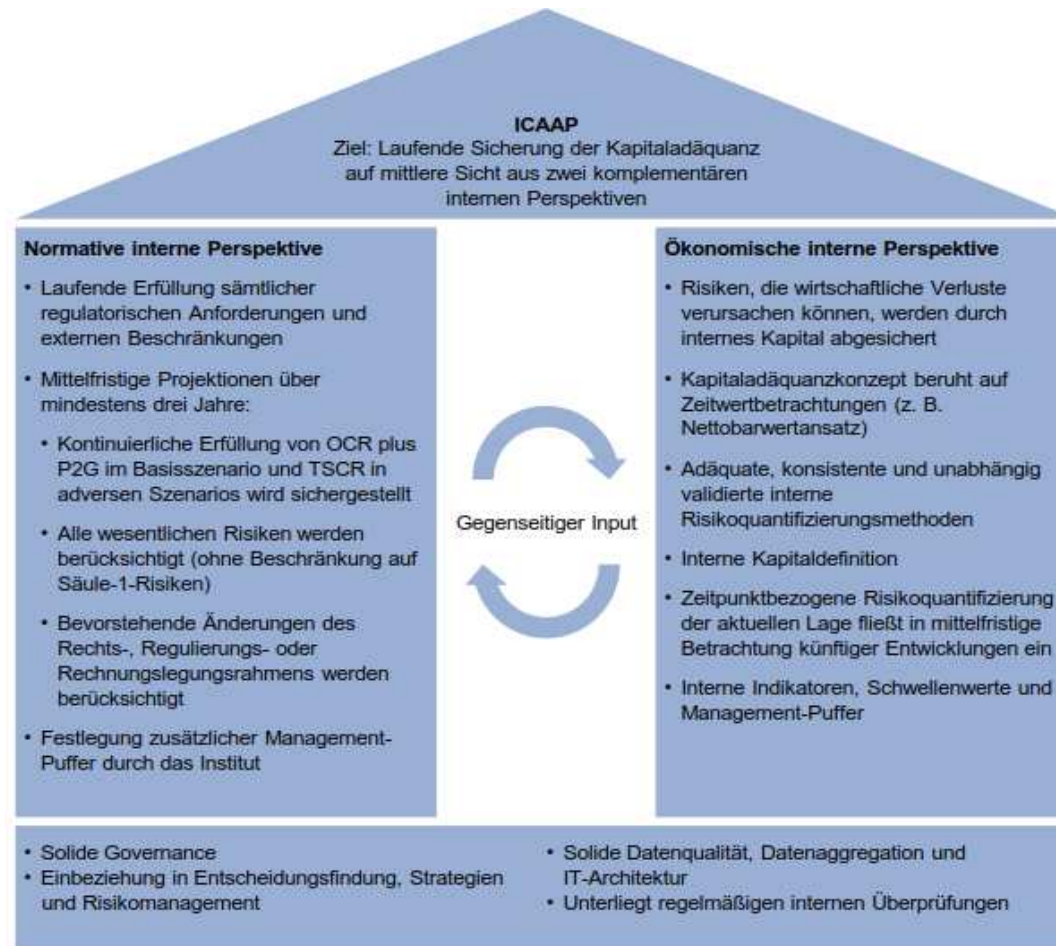 ICAAP
Ziel: Laufende Sicherung der Kapitaladäquanz
auf mittlere Sicht aus zwei komplementären
internen Perspektiven
Normative interne Perspektive
• Laufende Erfüllung sämtlicher
regulatorischen Anforderungen und
externen Beschränkungen
• Mittelfristige Projektionen über
mindestens drei Jahre:
• Kontinuierliche Erfüllung von OCR plus
P2G im Basisszenario und TSCR in
adversen Szenarios wird sichergestellt
• Alle wesentlichen Risiken werden
berücksichtigt (ohne Beschränkung auf
Säule-1-Risiken)
• Bevorstehende Änderungen des
Rechts-, Regulierungs- oder
Rechnungslegungsrahmens werden
berücksichtigt
• Festlegung zusätzlicher Management-
Puffer durch das Institut
Gegenseitiger Input
Ökonomische interne Perspektive
• Risiken, die wirtschaftliche Verluste
verursachen können, werden durch
internes Kapital abgesichert
• Kapitaladäquanzkonzept beruht auf
Zeitwertbetrachtungen (z. B.
Nettobarwertansatz)
• Adäquate, konsistente und unabhängig
validierte interne
Risikoquantifizierungsmethoden
• Interne Kapitaldefinition
• Zeitpunktbezogene Risikoquantifizierung
der aktuellen Lage fließt in mittelfristige
Betrachtung künftiger Entwicklungen ein
• Interne Indikatoren, Schwellenwerte und
Management-Puffer
• Solide Governance
• Einbeziehung in Entscheidungsfindung, Strategien
und Risikomanagement
• Solide Datenqualität, Datenaggregation und
IT-Architektur
• Unterliegt regelmäßigen internen Überprüfungen